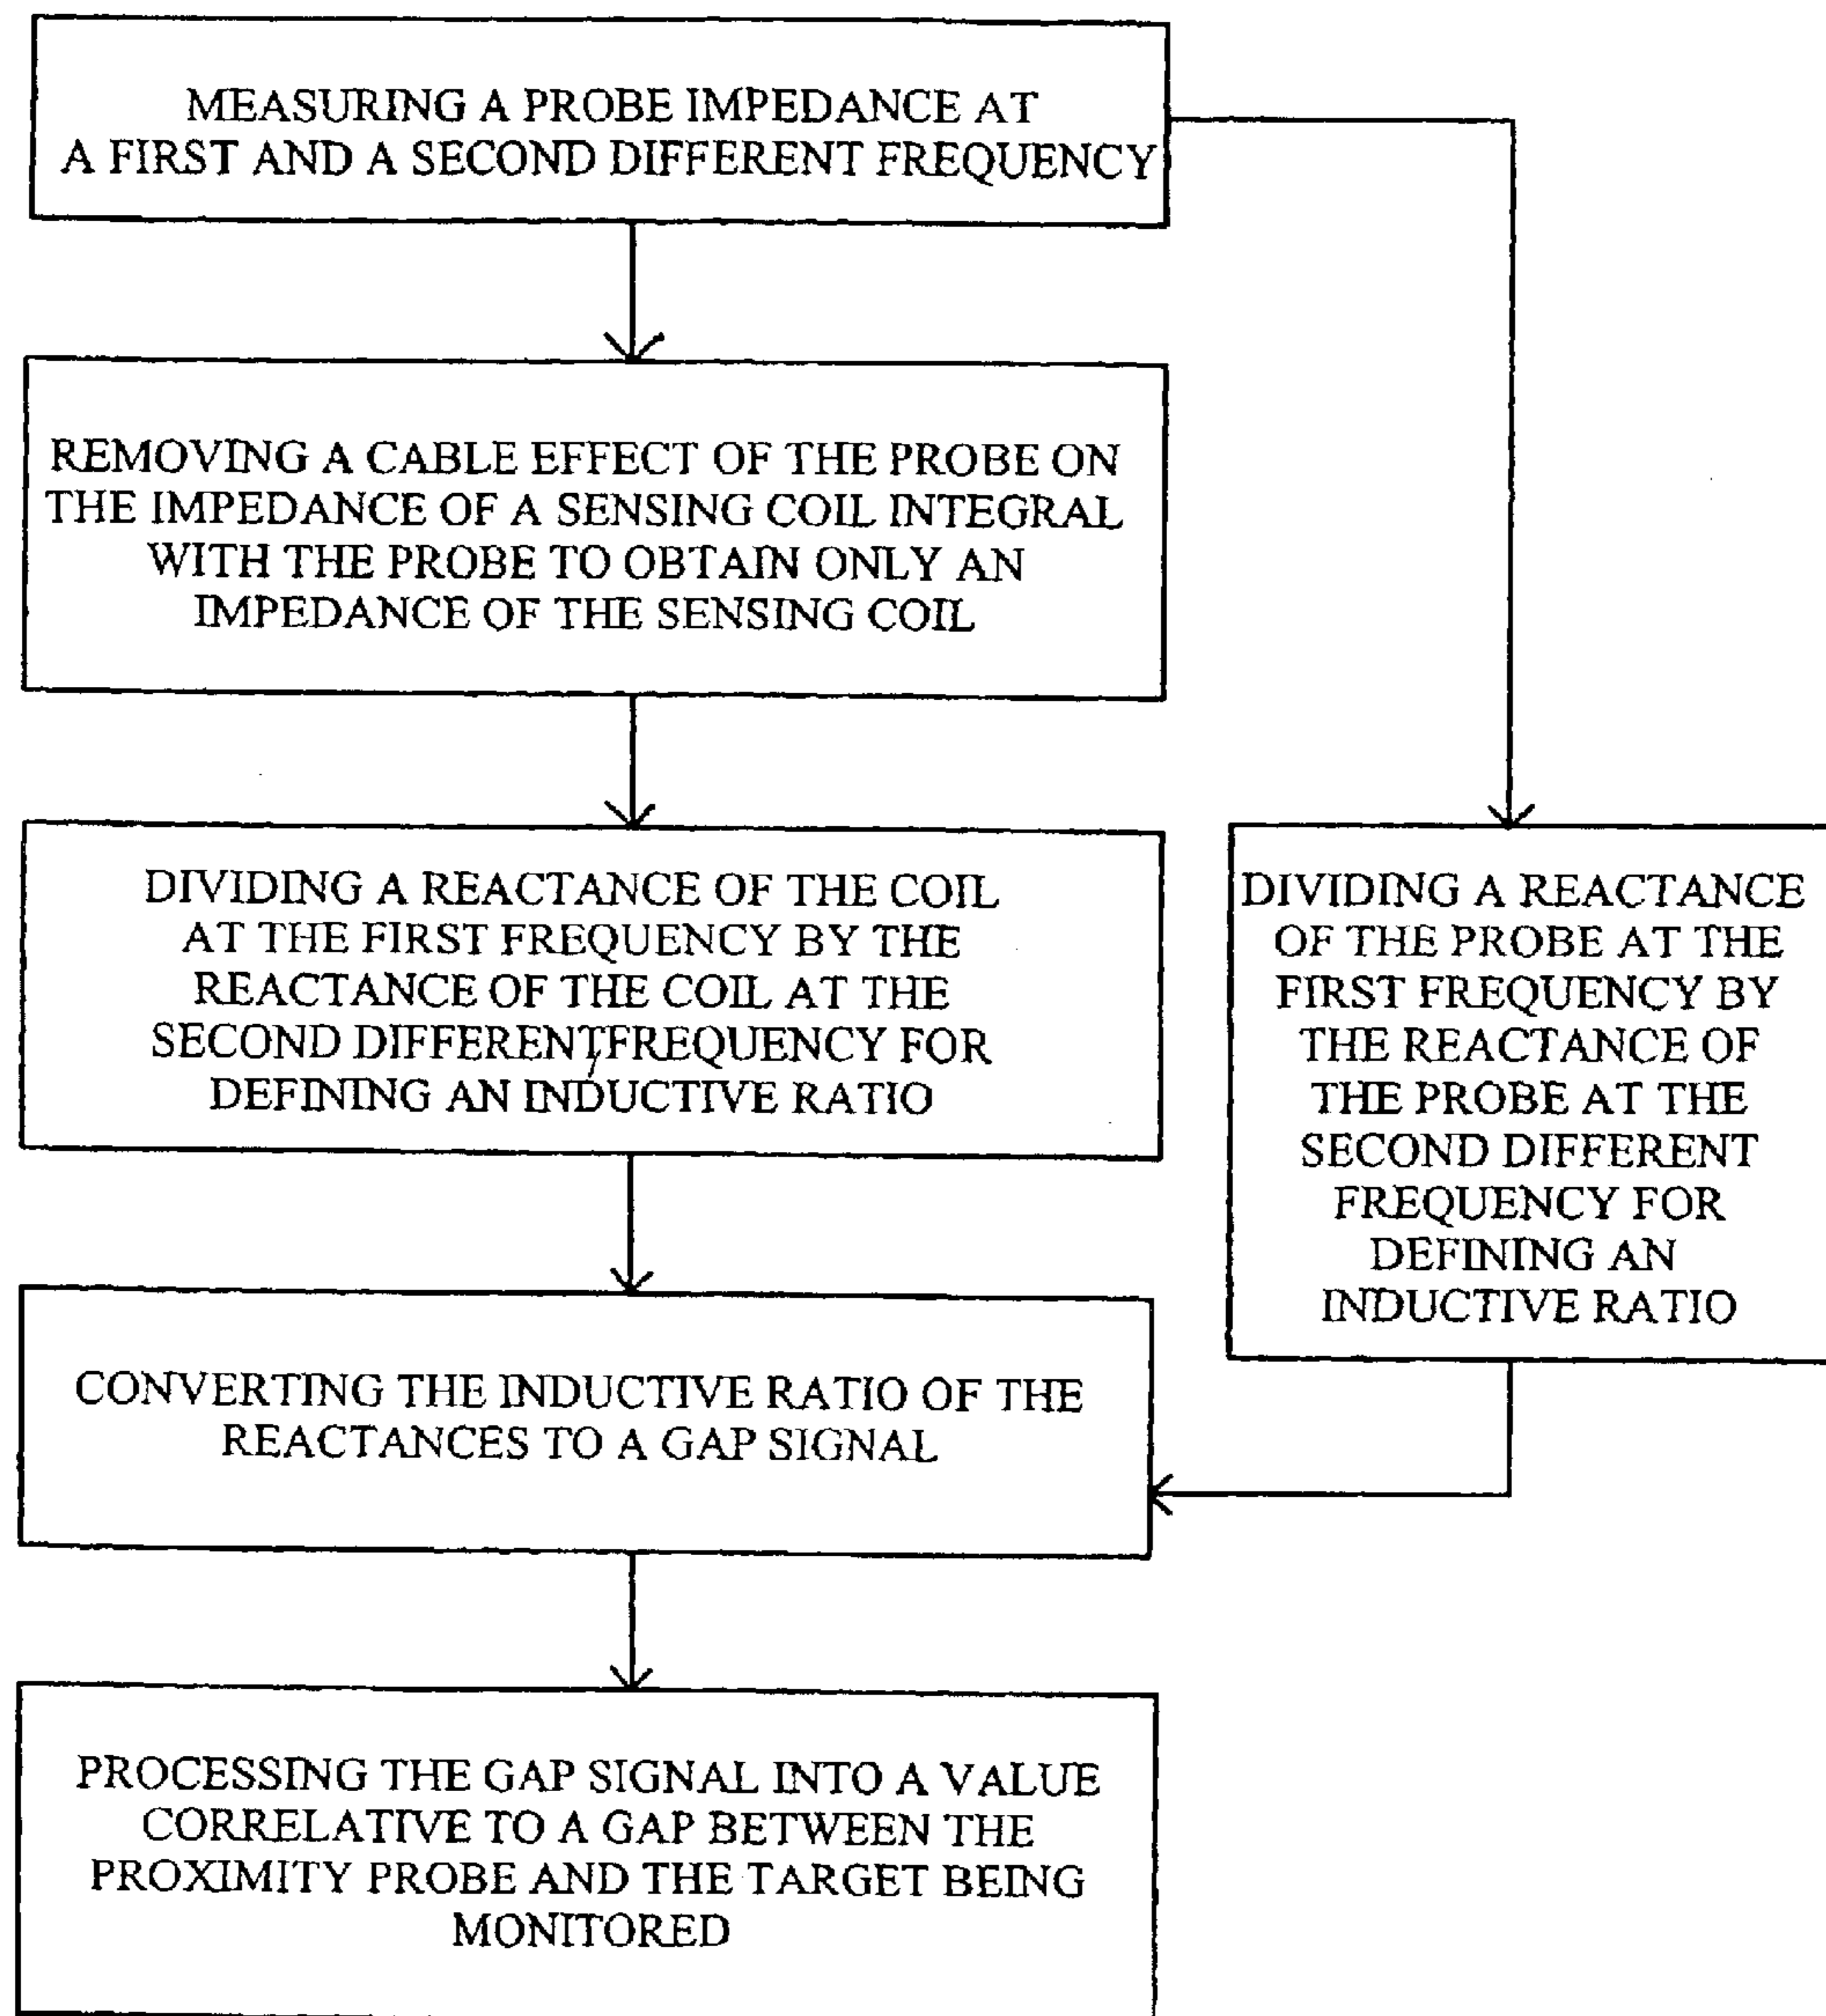 MEASURING A PROBE IMPEDANCE AT
A FIRST AND A SECOND DIFFERENT FREQUENCY
REMOVING A CABLE EFFECT OF THE PROBE ON
THE IMPEDANCE OF A SENSING COIL INTEGRAL
WITH THE PROBE TO OBTAIN ONLY AN
IMPEDANCE OF THE SENSING COIL
DIVIDING A REACTANCE OF THE COIL
AT THE FIRST FREQUENCY BY THE
REACTANCE OF THE COIL AT THE
SECOND DIFFERENT FREQUENCY FOR
DEFINING AN INDUCTIVE RATIO
DIVIDING A REACTANCE
OF THE PROBE AT THE
FIRST FREQUENCY BY
THE REACTANCE OF
THE PROBE AT THE
SECOND DIFFERENT
FREQUENCY FOR
DEFINING AN
INDUCTIVE RATIO
CONVERTING THE INDUCTIVE RATIO OF THE
REACTANCES TO A GAP SIGNAL
PROCESSING THE GAP SIGNAL INTO A VALUE
CORRELATIVE TO A GAP BETWEEN THE
PROXIMITY PROBE AND THE TARGET BEING
MONITORED